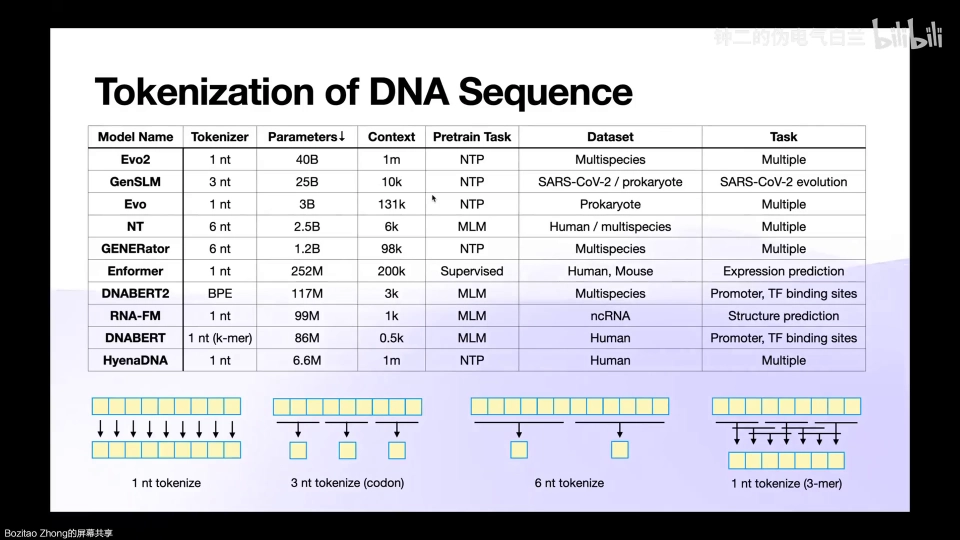 钟二的伪电气白兰 bilibili
Tokenization of DNA Sequence
Model Name Tokenizer Parameters↓ Context Pretrain Task Dataset Task
Evo2 1 nt 40B 1m NTP Multispecies Multiple
GenSLM 3 nt 25B 10k NTP SARS-CoV-2 / prokaryote SARS-CoV-2 evolution
Evo 1 nt 3B 131k NTP Prokaryote Multiple
NT 6 nt 2.5B 6k MLM Human / multispecies Multiple
GENERator 6 nt 1.2B 98k NTP Multispecies Multiple
Enformer 1 nt 252M 200k Supervised Human, Mouse Expression prediction
DNABERT2 BPE 117M 3k MLM Multispecies Promoter, TF binding sites
RNA-FM 1 nt 99M 1k MLM ncRNA Structure prediction
DNABERT 1 nt (k-mer) 86M 0.5k MLM Human Promoter, TF binding sites
HyenaDNA 1 nt 6.6M 1m NTP Human Multiple
1 nt tokenize 3 nt tokenize (codon) 6 nt tokenize 1 nt tokenize (3-mer)
Bozitao Zhong的屏幕共享